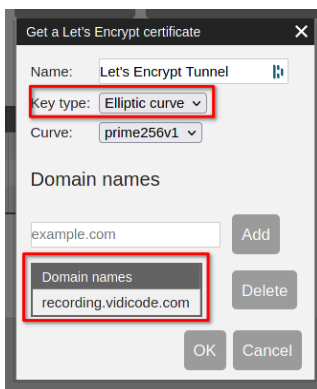 Get a Let's Encrypt certificate
Name: Let's Encrypt Tunnel
Key type: Elliptic curve
Curve: prime256v1
Domain names
example.com Add
Domain names
recording.vidicode.com
Delete
OK Cancel